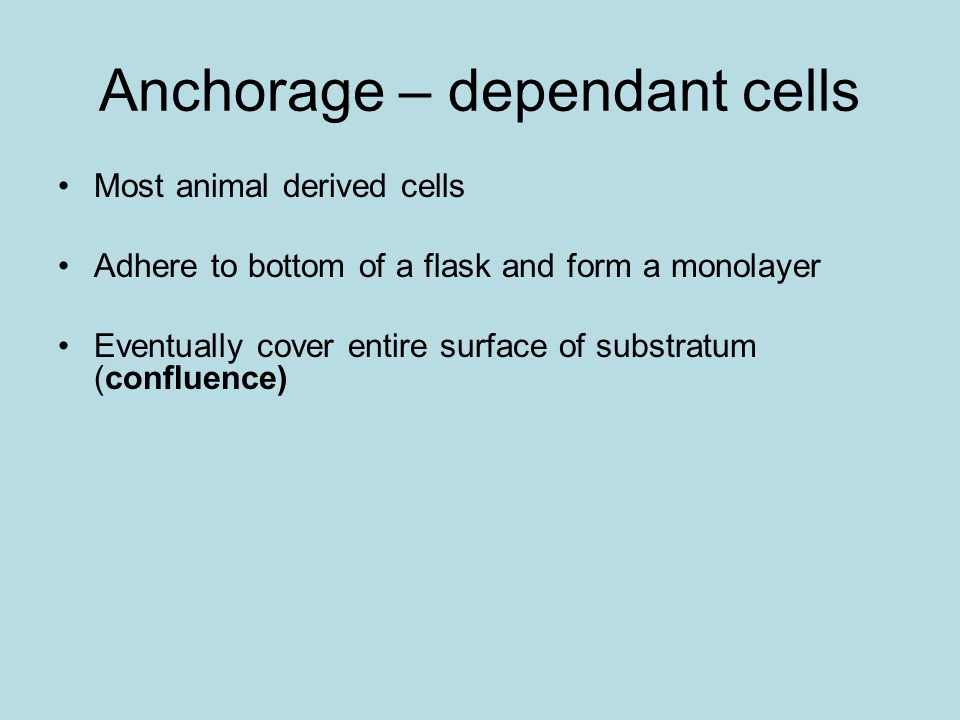 Anchorage – dependant cells
• Most animal derived cells
• Adhere to bottom of a flask and form a monolayer
• Eventually cover entire surface of substratum
(confluence)